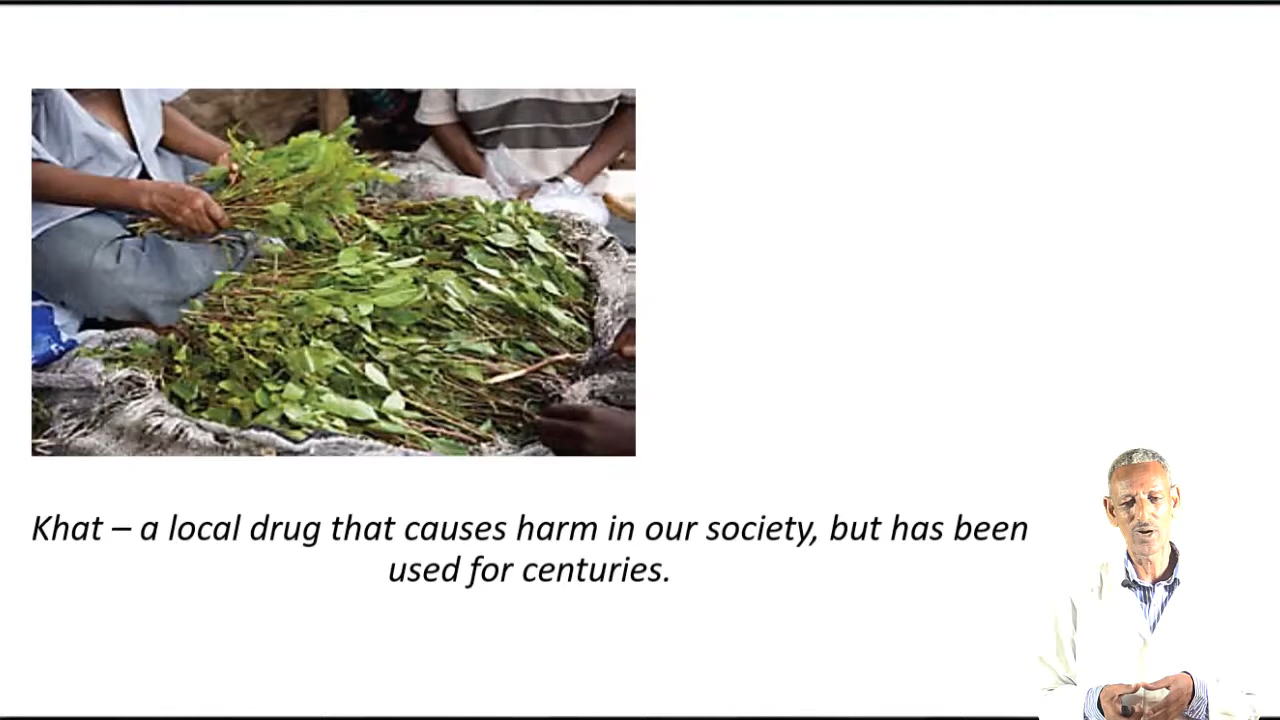 Khat – a local drug that causes harm in our society, but has been
used for centuries.